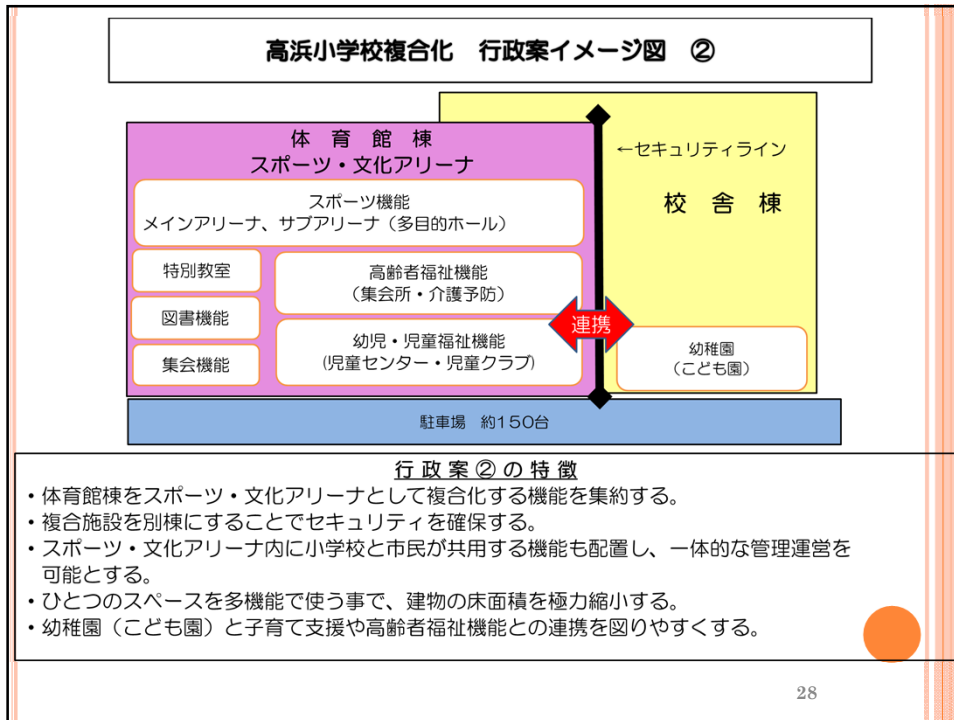 高浜小学校複合化　行政案イメージ図　②
体　育　館　棟
スポーツ・文化アリーナ
←セキュリティライン
校　舎　棟
スポーツ機能
メインアリーナ、サブアリーナ（多目的ホール）
特別教室
図書機能
集会機能
高齢者福祉機能
（集会所・介護予防）
幼児・児童福祉機能
(児童センター・児童クラブ)
連携
幼稚園
（こども園）
駐車場　約１５０台
行 政 案 ② の 特 徴
・体育館棟をスポーツ・文化アリーナとして複合化する機能を集約する。
・複合施設を別棟にすることでセキュリティを確保する。
・スポーツ・文化アリーナ内に小学校と市民が共用する機能も配置し、一体的な管理運営を
可能とする。
・ひとつのスペースを多機能で使う事で、建物の床面積を極力縮小する。
・幼稚園（こども園）と子育て支援や高齢者福祉機能との連携を図りやすくする。
28